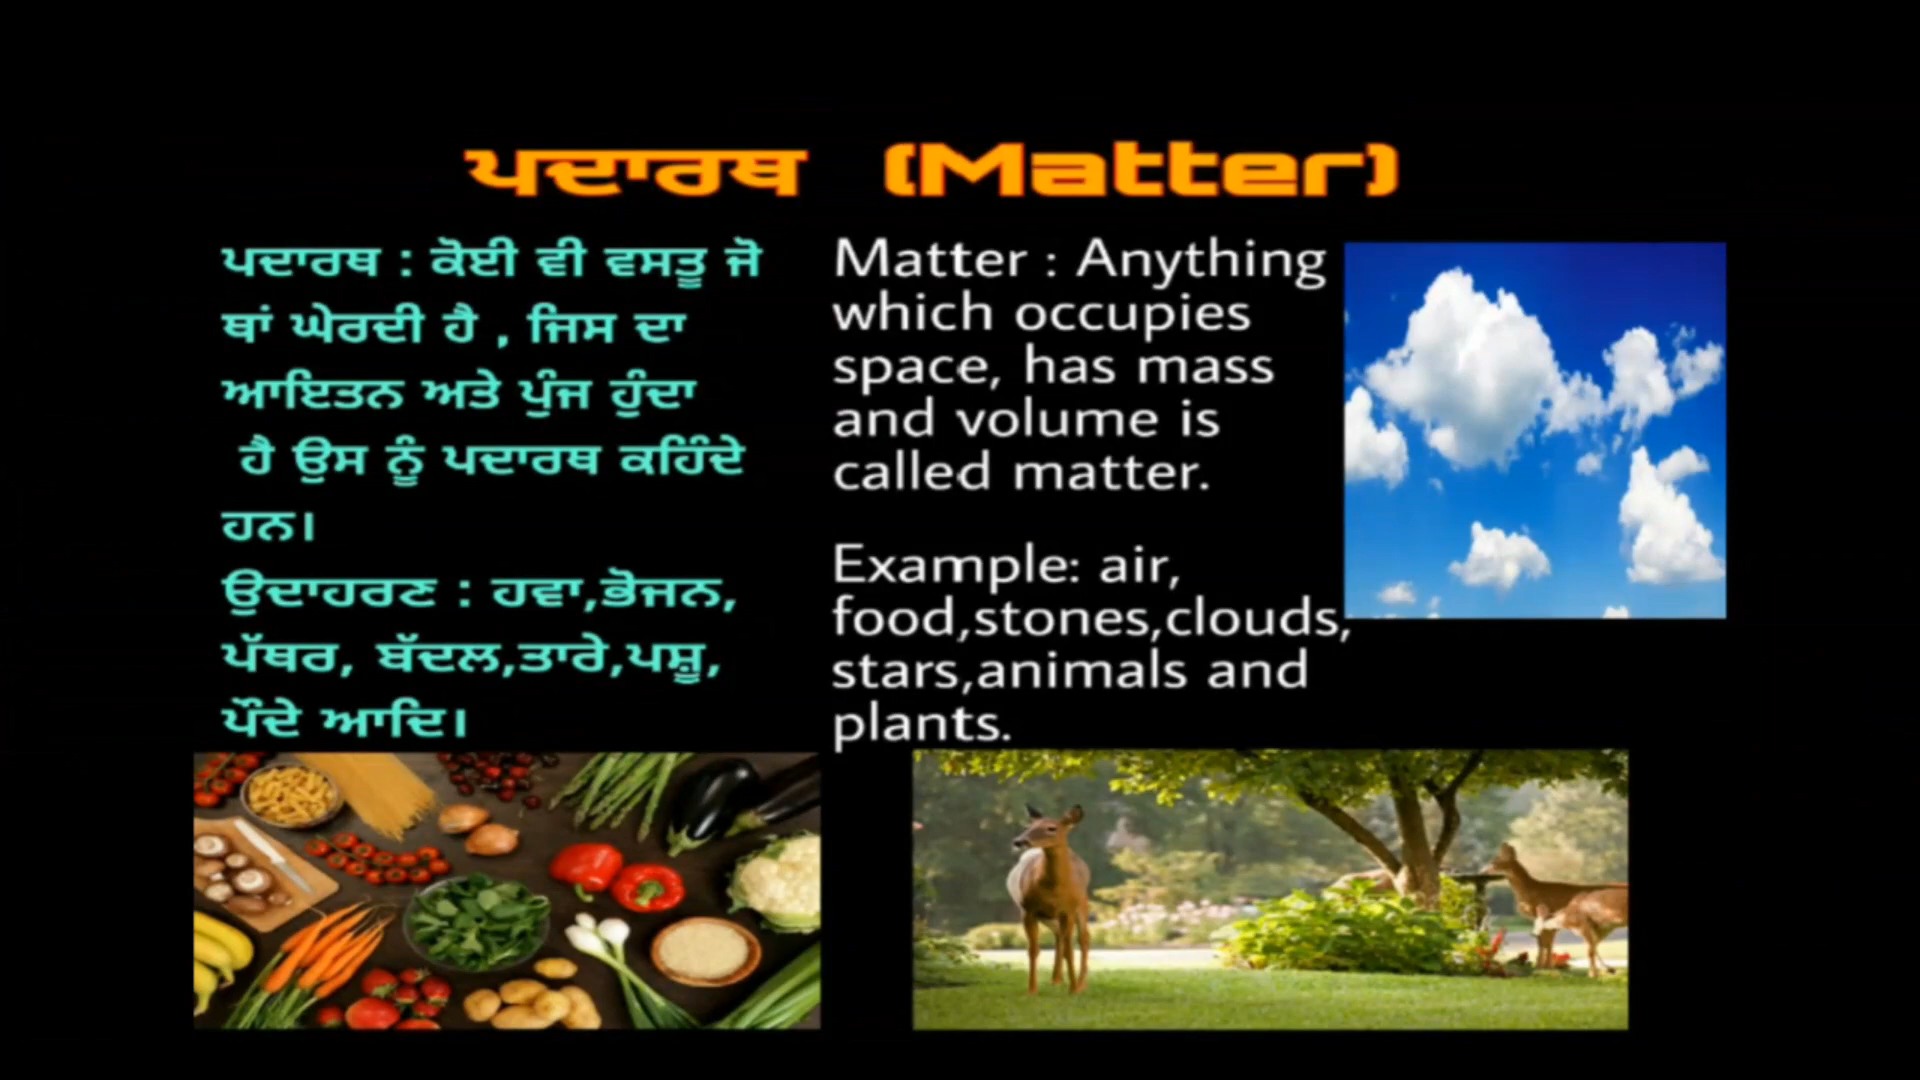 ਪਦਾਰਥ (Matter)
ਪਦਾਰਥ : ਕੋਈ ਵੀ ਵਸਤੂ ਜੋ
ਥਾਂ ਘੇਰਦੀ ਹੈ , ਜਿਸ ਦਾ
ਆਇਤਨ ਅਤੇ ਪੁੰਜ ਹੁੰਦਾ
ਹੈ ਉਸ ਨੂੰ ਪਦਾਰਥ ਕਹਿੰਦੇ
ਹਨ।
ਉਦਾਹਰਣ : ਹਵਾ,ਭੋਜਨ,
ਪੱਥਰ, ਬੱਦਲ,ਤਾਰੇ,ਪਸ਼ੂ,
ਪੌਦੇ ਆਦਿ।
Matter : Anything
which occupies
space, has mass
and volume is
called matter.
Example: air,
food,stones,clouds,
stars,animals and
plants.